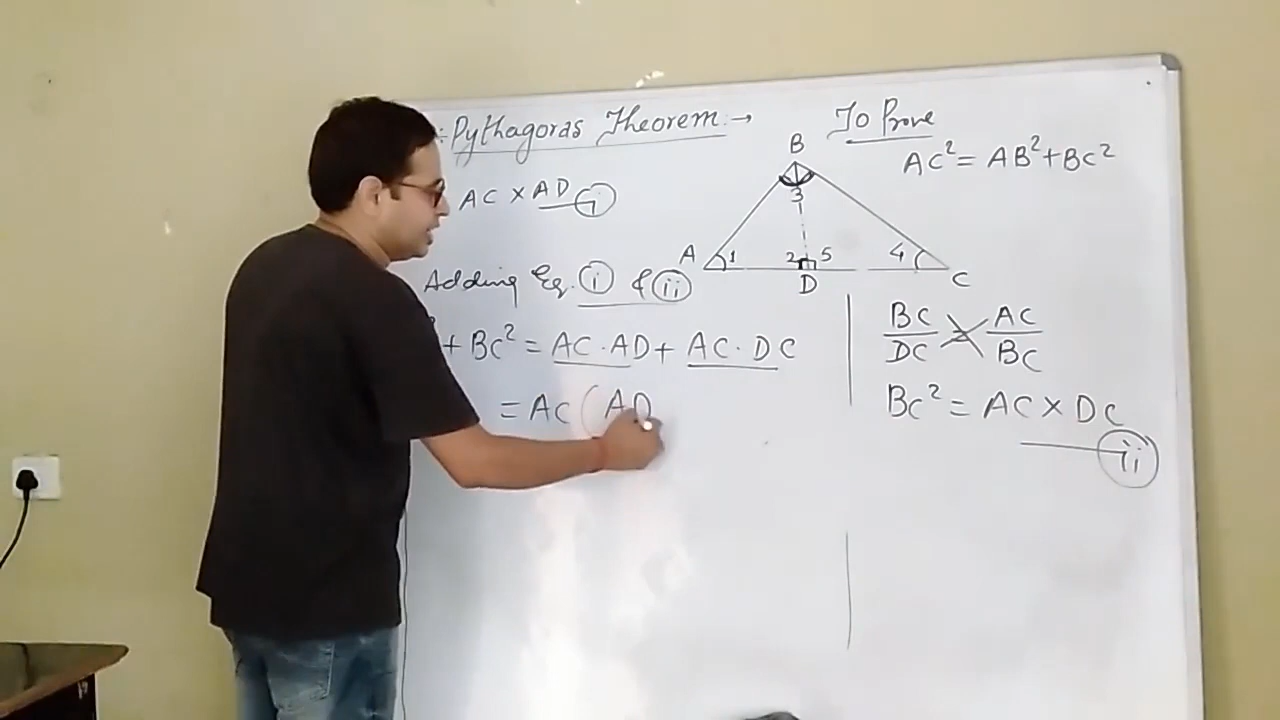 : Pythagoras Theorem :→
To Prove
AC² = AB² + BC²
AC × AD (i)
B
3
A 1 2 5 4 C
D
Adding Eq. (i) & (ii)
+ BC² = AC · AD + AC · DC
= AC (AD
BC/DC = AC/BC
BC² = AC × DC
(ii)